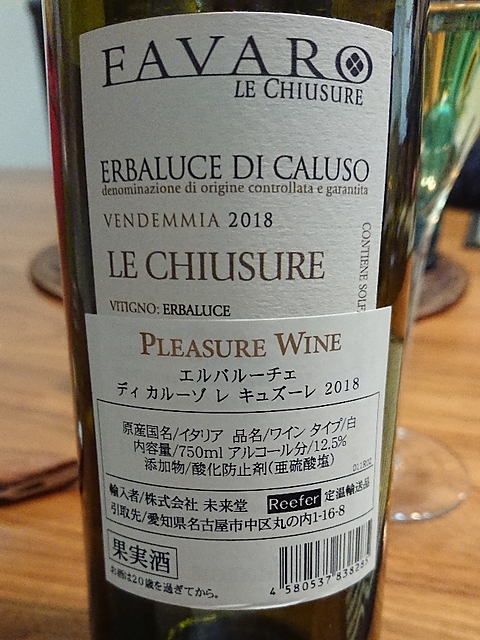 FAVARO
LE CHIUSURE
ERBALUCE DI CALUSO
denominazione di origine controllata e garantita
VENDEMMIA 2018
LE CHIUSURE
VITIGNO: ERBALUCE
CONTIENE
PLEASURE WINE
エルバルーチェ
ディ カルーゾ レ キュズーレ 2018
原産国名/イタリア 品名/ワイン タイプ/白
内容量/750ml アルコール分/12.5%
添加物/酸化防止剤(亜硫酸塩)
011R02
輸入者/株式会社 未来堂 Reefer 定温輸送品
引取先/愛知県名古屋市中区丸の内1-16-8
果実酒
お酒は20歳を過ぎてから。
4 580537 838285